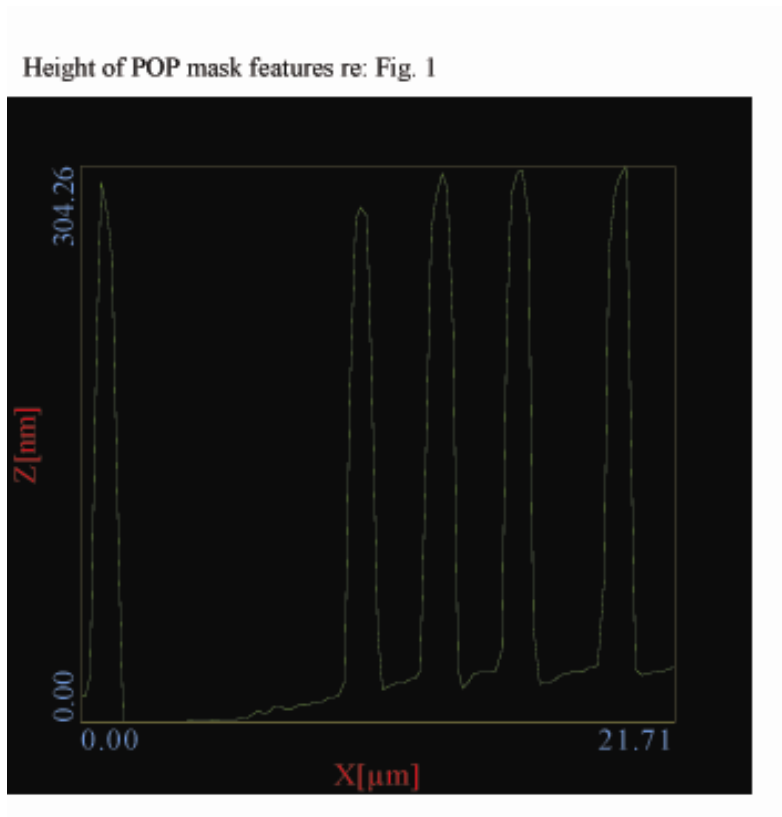 Height of POP mask features re: Fig. 1
304.26
Z[nm]
0.00
0.00
21.71
X[µm]